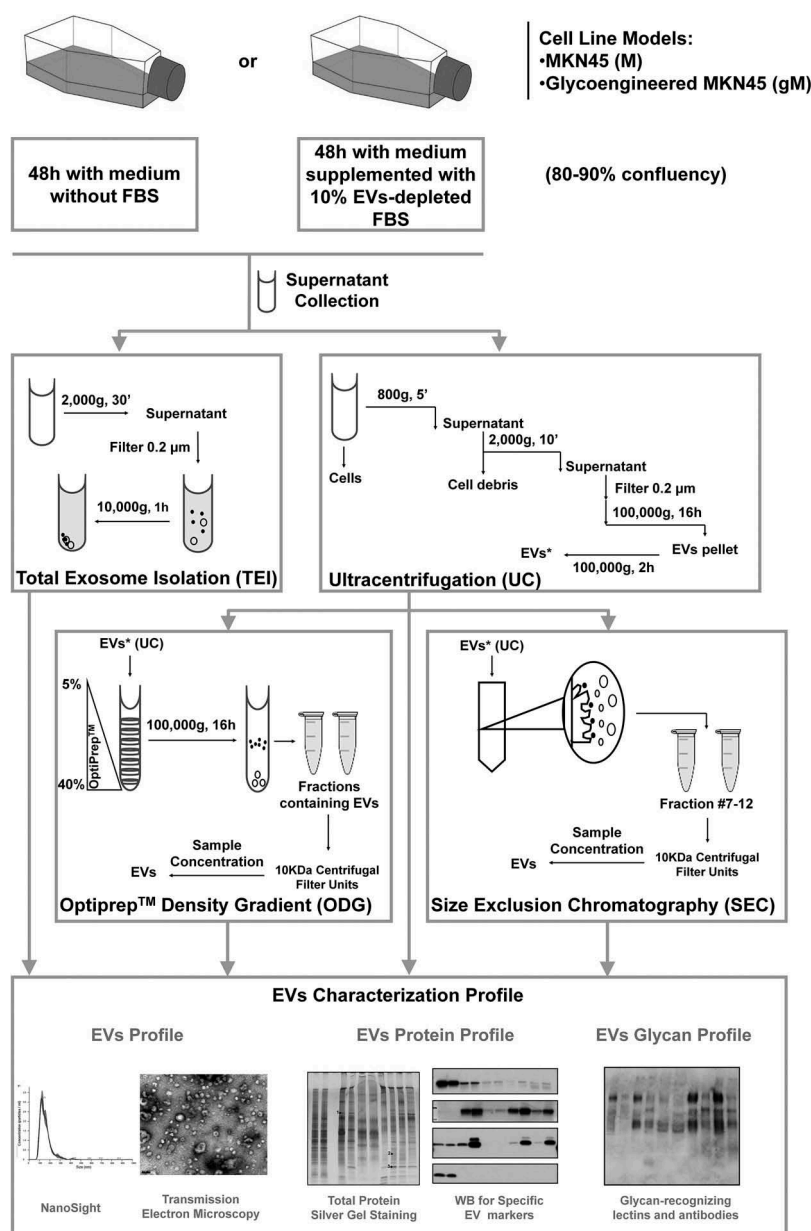 or
Cell Line Models:
•MKN45 (M)
•Glycoengineered MKN45 (gM)
48h with medium
without FBS
48h with medium
supplemented with
10% EVs-depleted
FBS
(80-90% confluency)
Supernatant
Collection
2,000g, 30’
Supernatant
Filter 0.2 µm
10,000g, 1h
Total Exosome Isolation (TEI)
800g, 5’
Supernatant
2,000g, 10’
Cells
Cell debris
Supernatant
Filter 0.2 µm
100,000g, 16h
EVs pellet
EVs*
100,000g, 2h
Ultracentrifugation (UC)
EVs* (UC)
5%
OptiPrep™
40%
100,000g, 16h
Fractions
containing EVs
Sample
Concentration
EVs
10KDa Centrifugal
Filter Units
Optiprep™ Density Gradient (ODG)
EVs* (UC)
Fraction #7-12
Sample
Concentration
EVs
10KDa Centrifugal
Filter Units
Size Exclusion Chromatography (SEC)
EVs Characterization Profile
EVs Profile
EVs Protein Profile
EVs Glycan Profile
NanoSight
Transmission
Electron Microscopy
Total Protein
Silver Gel Staining
WB for Specific
EV markers
Glycan-recognizing
lectins and antibodies